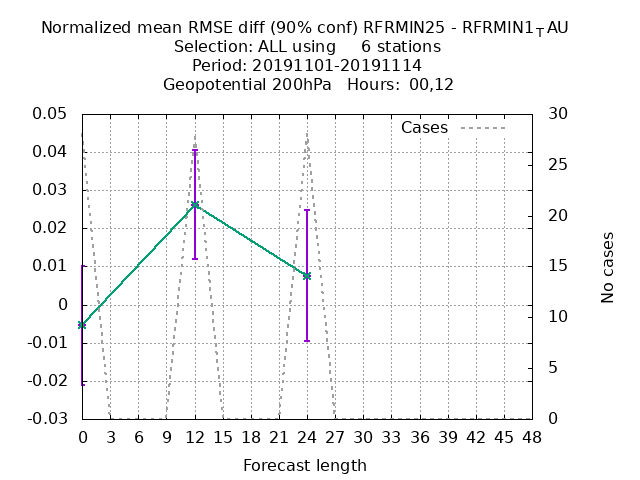 Normalized mean RMSE diff (90% conf) RFRMIN25 - RFRMIN1TAU
Selection: ALL using 6 stations
Period: 20191101-20191114
Geopotential 200hPa Hours: 00,12
Cases
0.05
0.04
0.03
0.02
0.01
0
-0.01
-0.02
-0.03
30
25
20
15
10
5
0
No cases
0 3 6 9 12 15 18 21 24 27 30 33 36 39 42 45 48
Forecast length